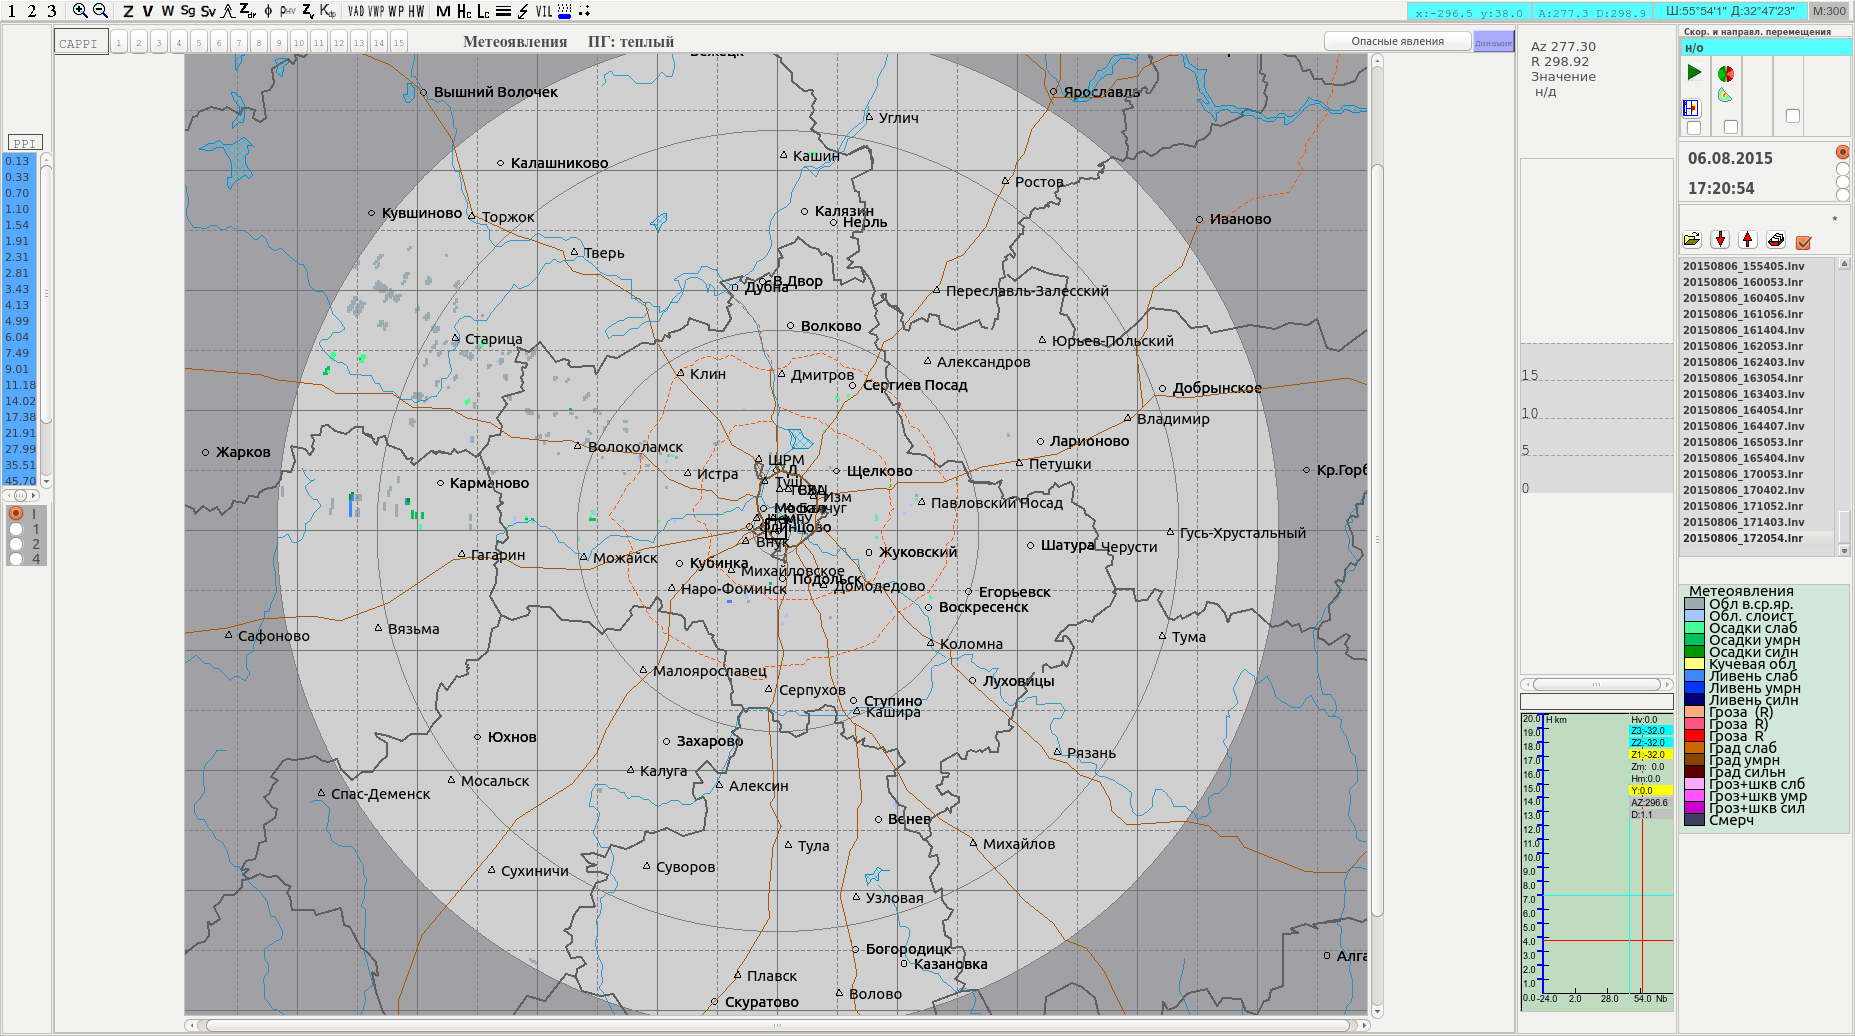 1 2 3 Z V W Sg Sv Zdr ϕ ρHV Zv Kdp VAD VWP WP HW M Hc Lc VIL
x:-296.5 y:38.0 A:277.3 D:298.9 Ш:55°54'1" Д:32°47'23" M:300
CAPPI 1 2 3 4 5 6 7 8 9 10 11 12 13 14 15
Метеоявления ПГ: теплый
Опасные явления
Динамик
PPI
0.13
0.33
0.70
1.10
1.54
1.91
2.31
2.81
3.43
4.13
4.99
6.04
7.49
9.01
11.18
14.02
17.38
21.91
27.99
35.51
45.70
I
1
2
4
Вышний Волочек
Ярославль
Углич
Калашниково
Кашин
Ростов
Кувшиново
Торжок
Калязин
Нерль
Иваново
Тверь
В.Двор
Дубна
Переславль-Залесский
Волково
Старица
Юрьев-Польский
Александров
Клин
Дмитров
Сергиев Посад
Добрынское
Владимир
Волоколамск
Ларионово
Жарков
ШРМ
Петушки
Истра
Щелково
Кр.Горб
Карманово
Туш
Изм
Павловский Посад
Одинцово
Гусь-Хрустальный
Внук
Гагарин
Можайск
Жуковский
Шатура
Черусти
Кубинка
Михайловское
Подольск
Домодедово
Наро-Фоминск
Егорьевск
Воскресенск
Вязьма
Сафоново
Тума
Коломна
Малоярославец
Луховицы
Серпухов
Ступино
Кашира
Юхнов
Захарово
Рязань
Калуга
Мосальск
Алексин
Спас-Деменск
Венев
Тула
Михайлов
Суворов
Сухиничи
Узловая
Богородицк
Казановка
Алга
Плавск
Волово
Скуратово
Az 277.30
R 298.92
Значение
н/д
15
10
5
0
20.0 H km
19.0
18.0
17.0
16.0
15.0
14.0
13.0
12.0
11.0
10.0
9.0
8.0
7.0
6.0
5.0
4.0
3.0
2.0
1.0
0.0 -24.0 2.0 28.0 54.0 Nb
Hv:0.0
Z3:-32.0
Z2:-32.0
Z1:-32.0
Zm: 0.0
Hm:0.0
Y:0.0
AZ:296.6
D:1.1
Скор. и направл. перемещения
н/о
06.08.2015
17:20:54
*
20150806_155405.lnv
20150806_160053.lnr
20150806_160405.lnv
20150806_161056.lnr
20150806_161404.lnv
20150806_162053.lnr
20150806_162403.lnv
20150806_163054.lnr
20150806_163403.lnv
20150806_164054.lnr
20150806_164407.lnv
20150806_165053.lnr
20150806_165404.lnv
20150806_170053.lnr
20150806_170402.lnv
20150806_171052.lnr
20150806_171403.lnv
20150806_172054.lnr
Метеоявления
Обл в.ср.яр.
Обл. слоист
Осадки слаб
Осадки умрн
Осадки силн
Кучевая обл
Ливень слаб
Ливень умрн
Ливень силн
Гроза (R)
Гроза R)
Гроза R
Град слаб
Град умрн
Град сильн
Гроз+шкв слб
Гроз+шкв умр
Гроз+шкв сил
Смерч